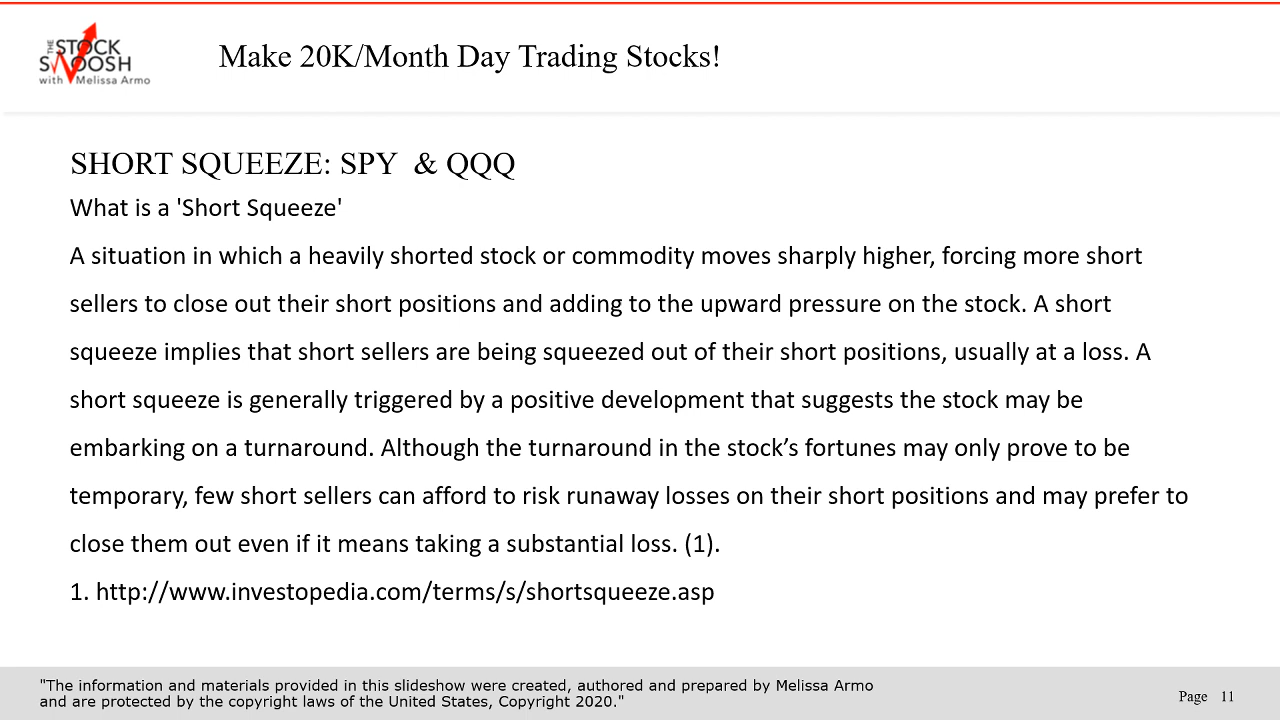 THE
STOCK
SWOOSH
with Melissa Armo
Make 20K/Month Day Trading Stocks!
SHORT SQUEEZE: SPY & QQQ
What is a 'Short Squeeze'
A situation in which a heavily shorted stock or commodity moves sharply higher, forcing more short
sellers to close out their short positions and adding to the upward pressure on the stock. A short
squeeze implies that short sellers are being squeezed out of their short positions, usually at a loss. A
short squeeze is generally triggered by a positive development that suggests the stock may be
embarking on a turnaround. Although the turnaround in the stock’s fortunes may only prove to be
temporary, few short sellers can afford to risk runaway losses on their short positions and may prefer to
close them out even if it means taking a substantial loss. (1).
1. http://www.investopedia.com/terms/s/shortsqueeze.asp
"The information and materials provided in this slideshow were created, authored and prepared by Melissa Armo
and are protected by the copyright laws of the United States, Copyright 2020."
Page 11